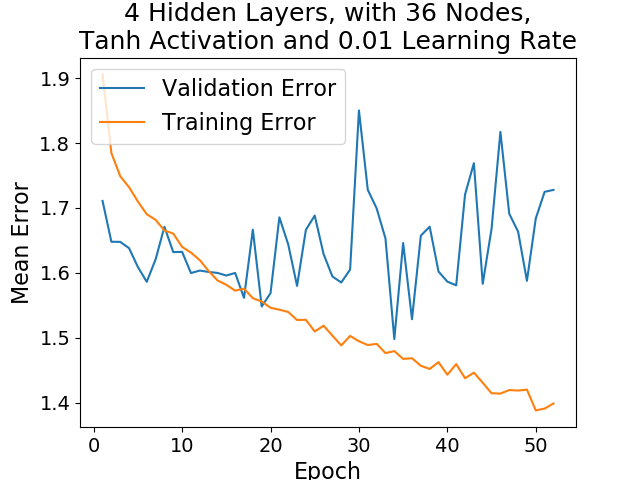 4 Hidden Layers, with 36 Nodes,
Tanh Activation and 0.01 Learning Rate
Validation Error
Training Error
Mean Error
1.9
1.8
1.7
1.6
1.5
1.4
0 10 20 30 40 50
Epoch